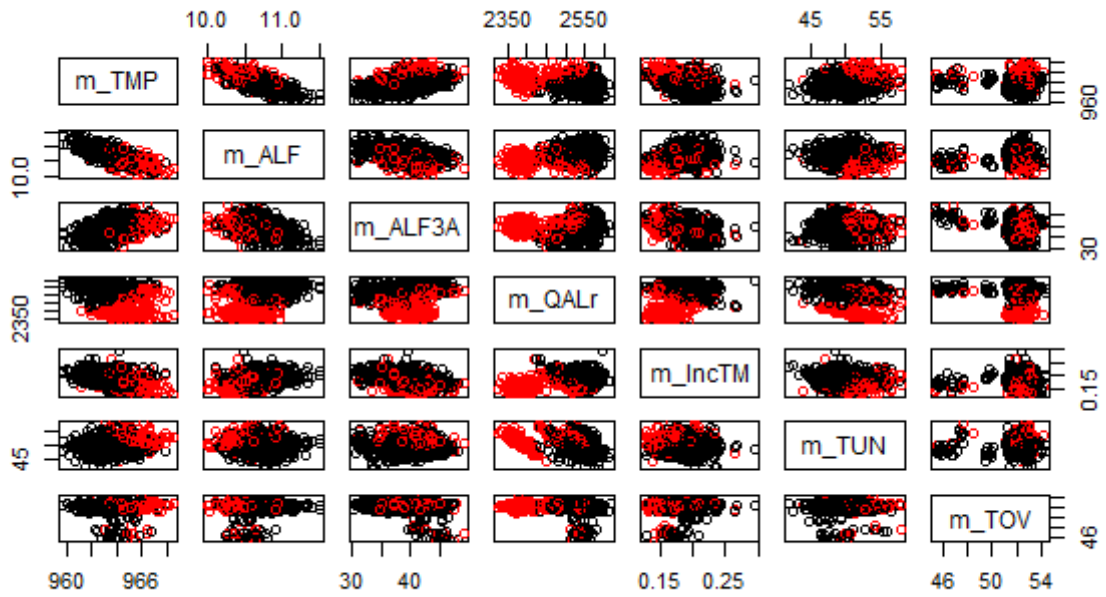 10.0 11.0 2350 2550 45 55
m_TMP 960
10.0 m_ALF
m_ALF3A 30
2350 m_QALr
m_IncTM 0.15
45 m_TUN
m_TOV 46
960 966 30 40 0.15 0.25 46 50 54